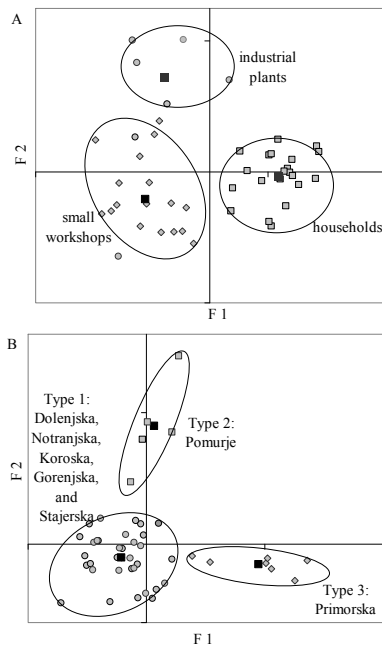 A
industrial
plants
F 2
small
workshops
households
F 1
B
Type 1:
Dolenjska,
Notranjska,
Koroska,
Gorenjska,
and
Stajerska
Type 2:
Pomurje
F 2
Type 3:
Primorska
F 1